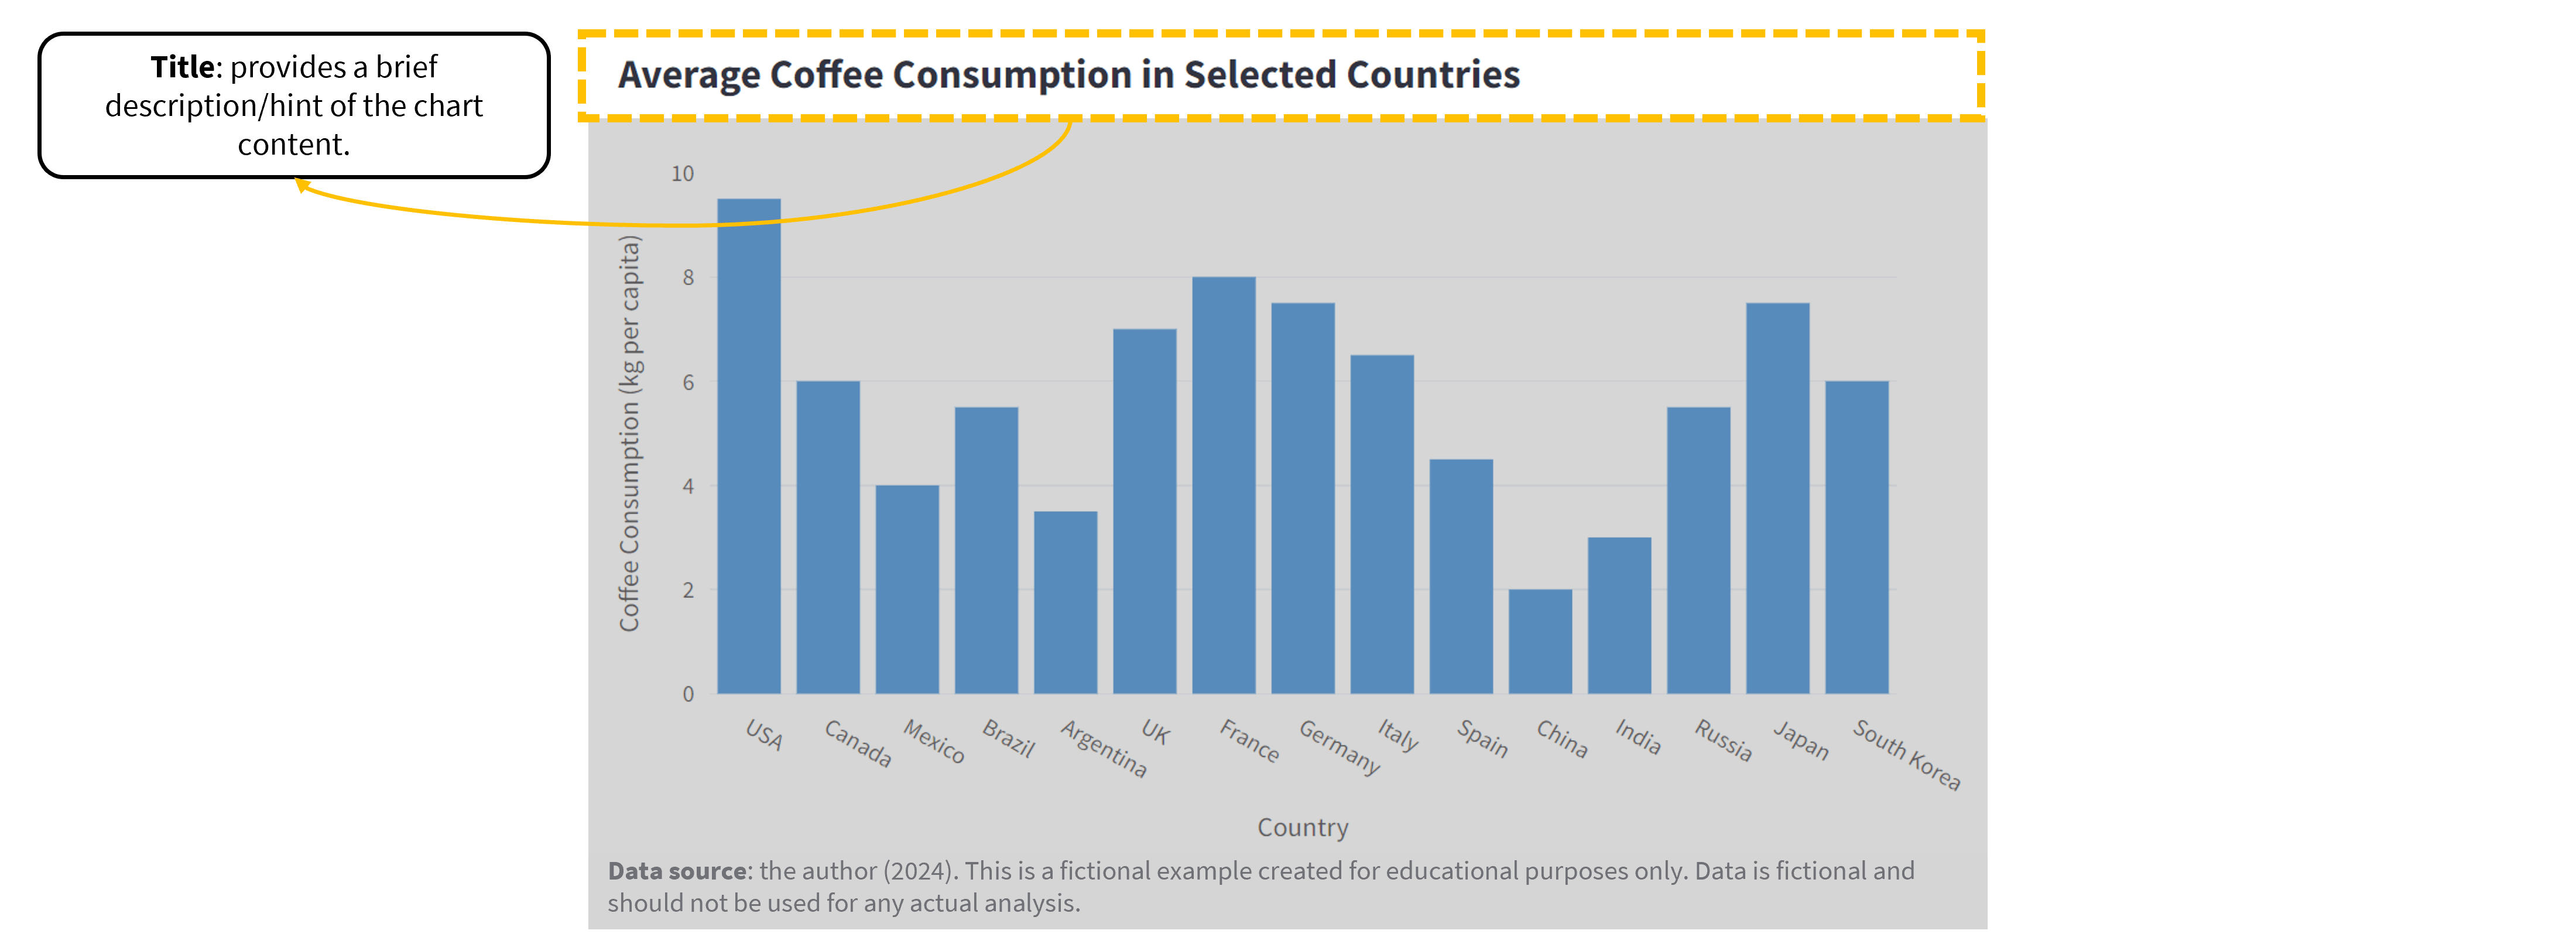 Title: provides a brief
description/hint of the chart
content.
Average Coffee Consumption in Selected Countries
Coffee Consumption (kg per capita)
10
8
6
4
2
0
USA
Canada
Mexico
Brazil
Argentina
UK
France
Germany
Italy
Spain
China
India
Russia
Japan
South Korea
Country
Data source: the author (2024). This is a fictional example created for educational purposes only. Data is fictional and
should not be used for any actual analysis.